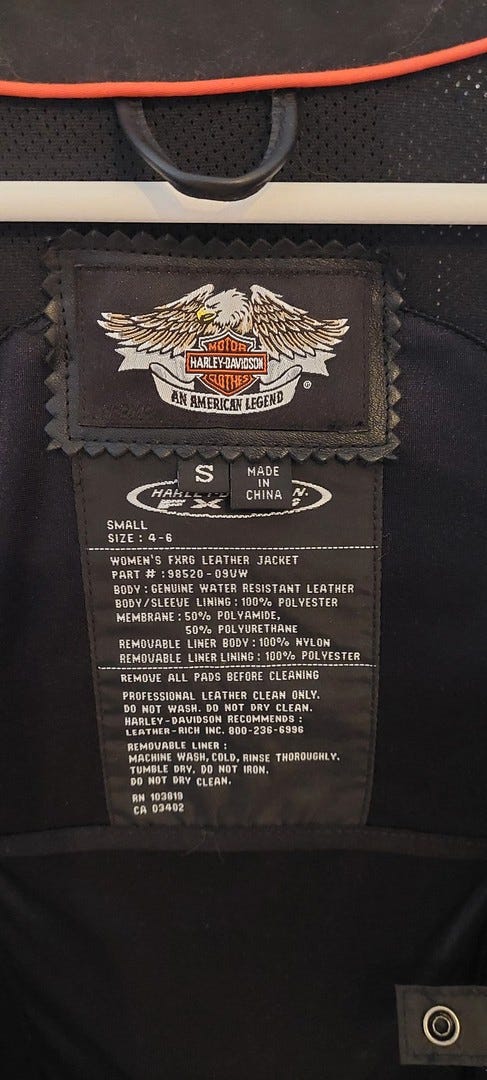 MOTOR
HARLEY-DAVIDSON
CLOTHES
AN AMERICAN LEGEND
®
S
MADE
IN
CHINA
FX
SMALL
SIZE : 4-6
WOMEN'S FXRG LEATHER JACKET
PART # : 98520-09VW
BODY : GENUINE WATER RESISTANT LEATHER
BODY/SLEEVE LINING : 100% POLYESTER
MEMBRANE : 50% POLYAMIDE,
50% POLYURETHANE
REMOVABLE LINER BODY : 100% NYLON
REMOVABLE LINER LINING : 100% POLYESTER
REMOVE ALL PADS BEFORE CLEANING
PROFESSIONAL LEATHER CLEAN ONLY.
DO NOT WASH. DO NOT DRY CLEAN.
HARLEY-DAVIDSON RECOMMENDS :
LEATHER-RICH INC. 800-236-6996
REMOVABLE LINER :
MACHINE WASH, COLD, RINSE THOROUGHLY.
TUMBLE DRY, DO NOT IRON,
DO NOT DRY CLEAN.
RN 103819
CA 03402